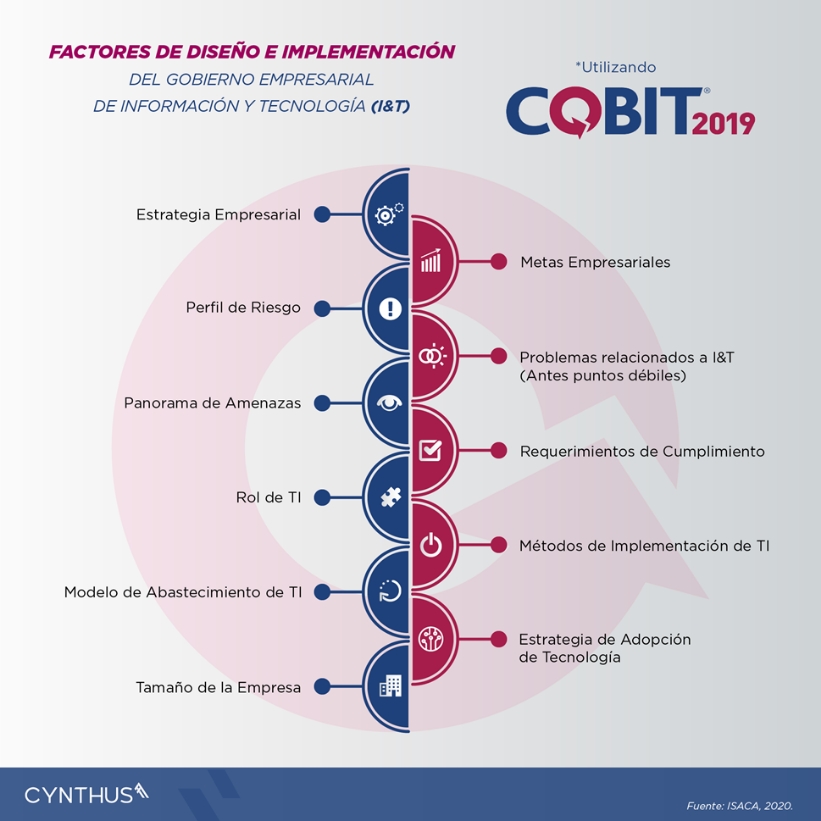 FACTORES DE DISEÑO E IMPLEMENTACIÓN
DEL GOBIERNO EMPRESARIAL
DE INFORMACIÓN Y TECNOLOGÍA (I&T)
*Utilizando
COBIT® 2019
Estrategia Empresarial
Metas Empresariales
Perfil de Riesgo
Problemas relacionados a I&T
(Antes puntos débiles)
Panorama de Amenazas
Requerimientos de Cumplimiento
Rol de TI
Métodos de Implementación de TI
Modelo de Abastecimiento de TI
Estrategia de Adopción
de Tecnología
Tamaño de la Empresa
CYNTHUS
Fuente: ISACA, 2020.